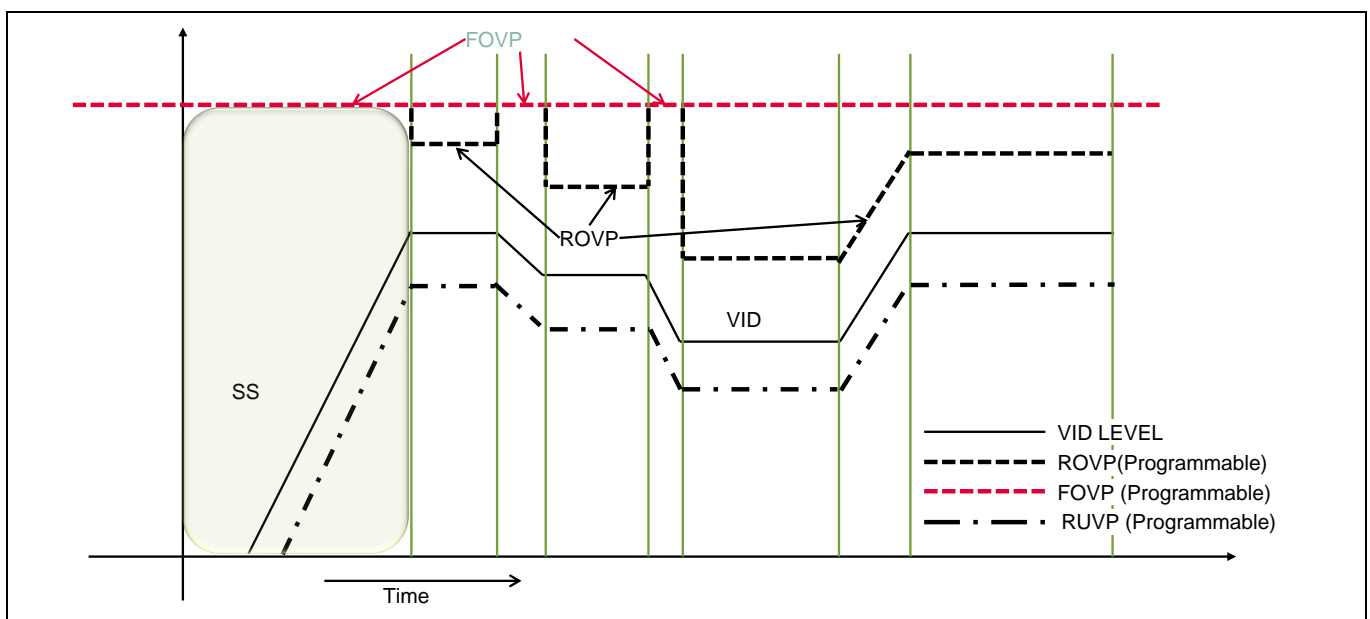 FOVP
ROVP
VID
SS
VID LEVEL
ROVP(Programmable)
FOVP (Programmable)
RUVP (Programmable)
Time